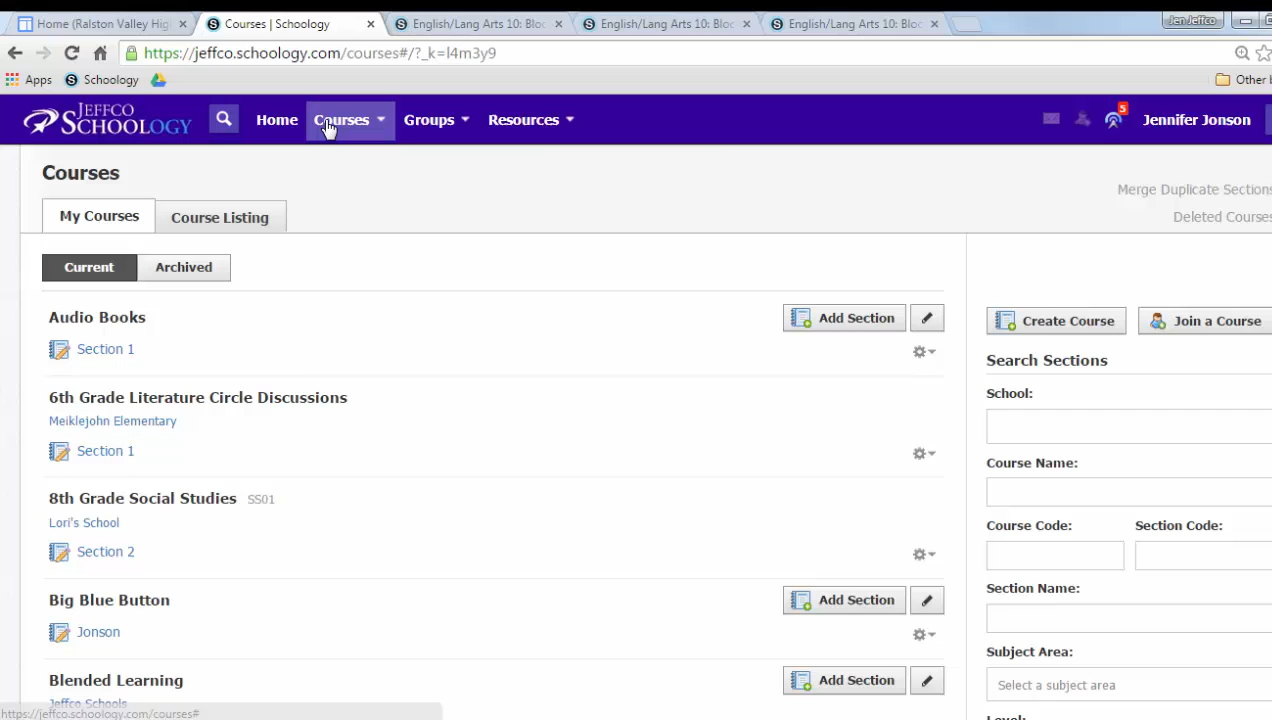 Home (Ralston Valley Hig
Courses | Schoology
English/Lang Arts 10: Bloc
English/Lang Arts 10: Bloc
English/Lang Arts 10: Bloc
Jen Jeffco
https://jeffco.schoology.com/courses#/?_k=l4m3y9
Apps
Schoology
Other b
JEFFCO
SCHOOLOGY
Home
Courses
Groups
Resources
5
Jennifer Jonson
Courses
Merge Duplicate Sections
My Courses
Course Listing
Deleted Courses
Current
Archived
Audio Books
Add Section
Section 1
Create Course
Join a Course
Search Sections
6th Grade Literature Circle Discussions
School:
Meiklejohn Elementary
Section 1
Course Name:
8th Grade Social Studies SS01
Lori's School
Course Code:
Section Code:
Section 2
Section Name:
Big Blue Button
Add Section
Jonson
Subject Area:
Blended Learning
Add Section
Select a subject area
Jeffco Schools
Level:
https://jeffco.schoology.com/courses#